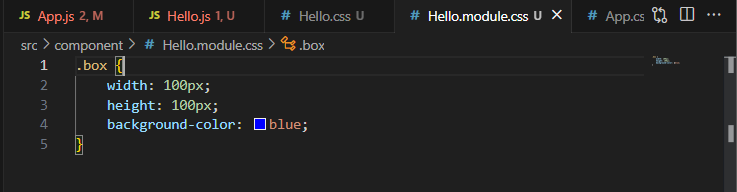 JS App.js 2, M JS Hello.js 1, U # Hello.css U # Hello.module.css U # App.cs
src > component > # Hello.module.css > .box
1 .box {
2 width: 100px;
3 height: 100px;
4 background-color: blue;
5 }